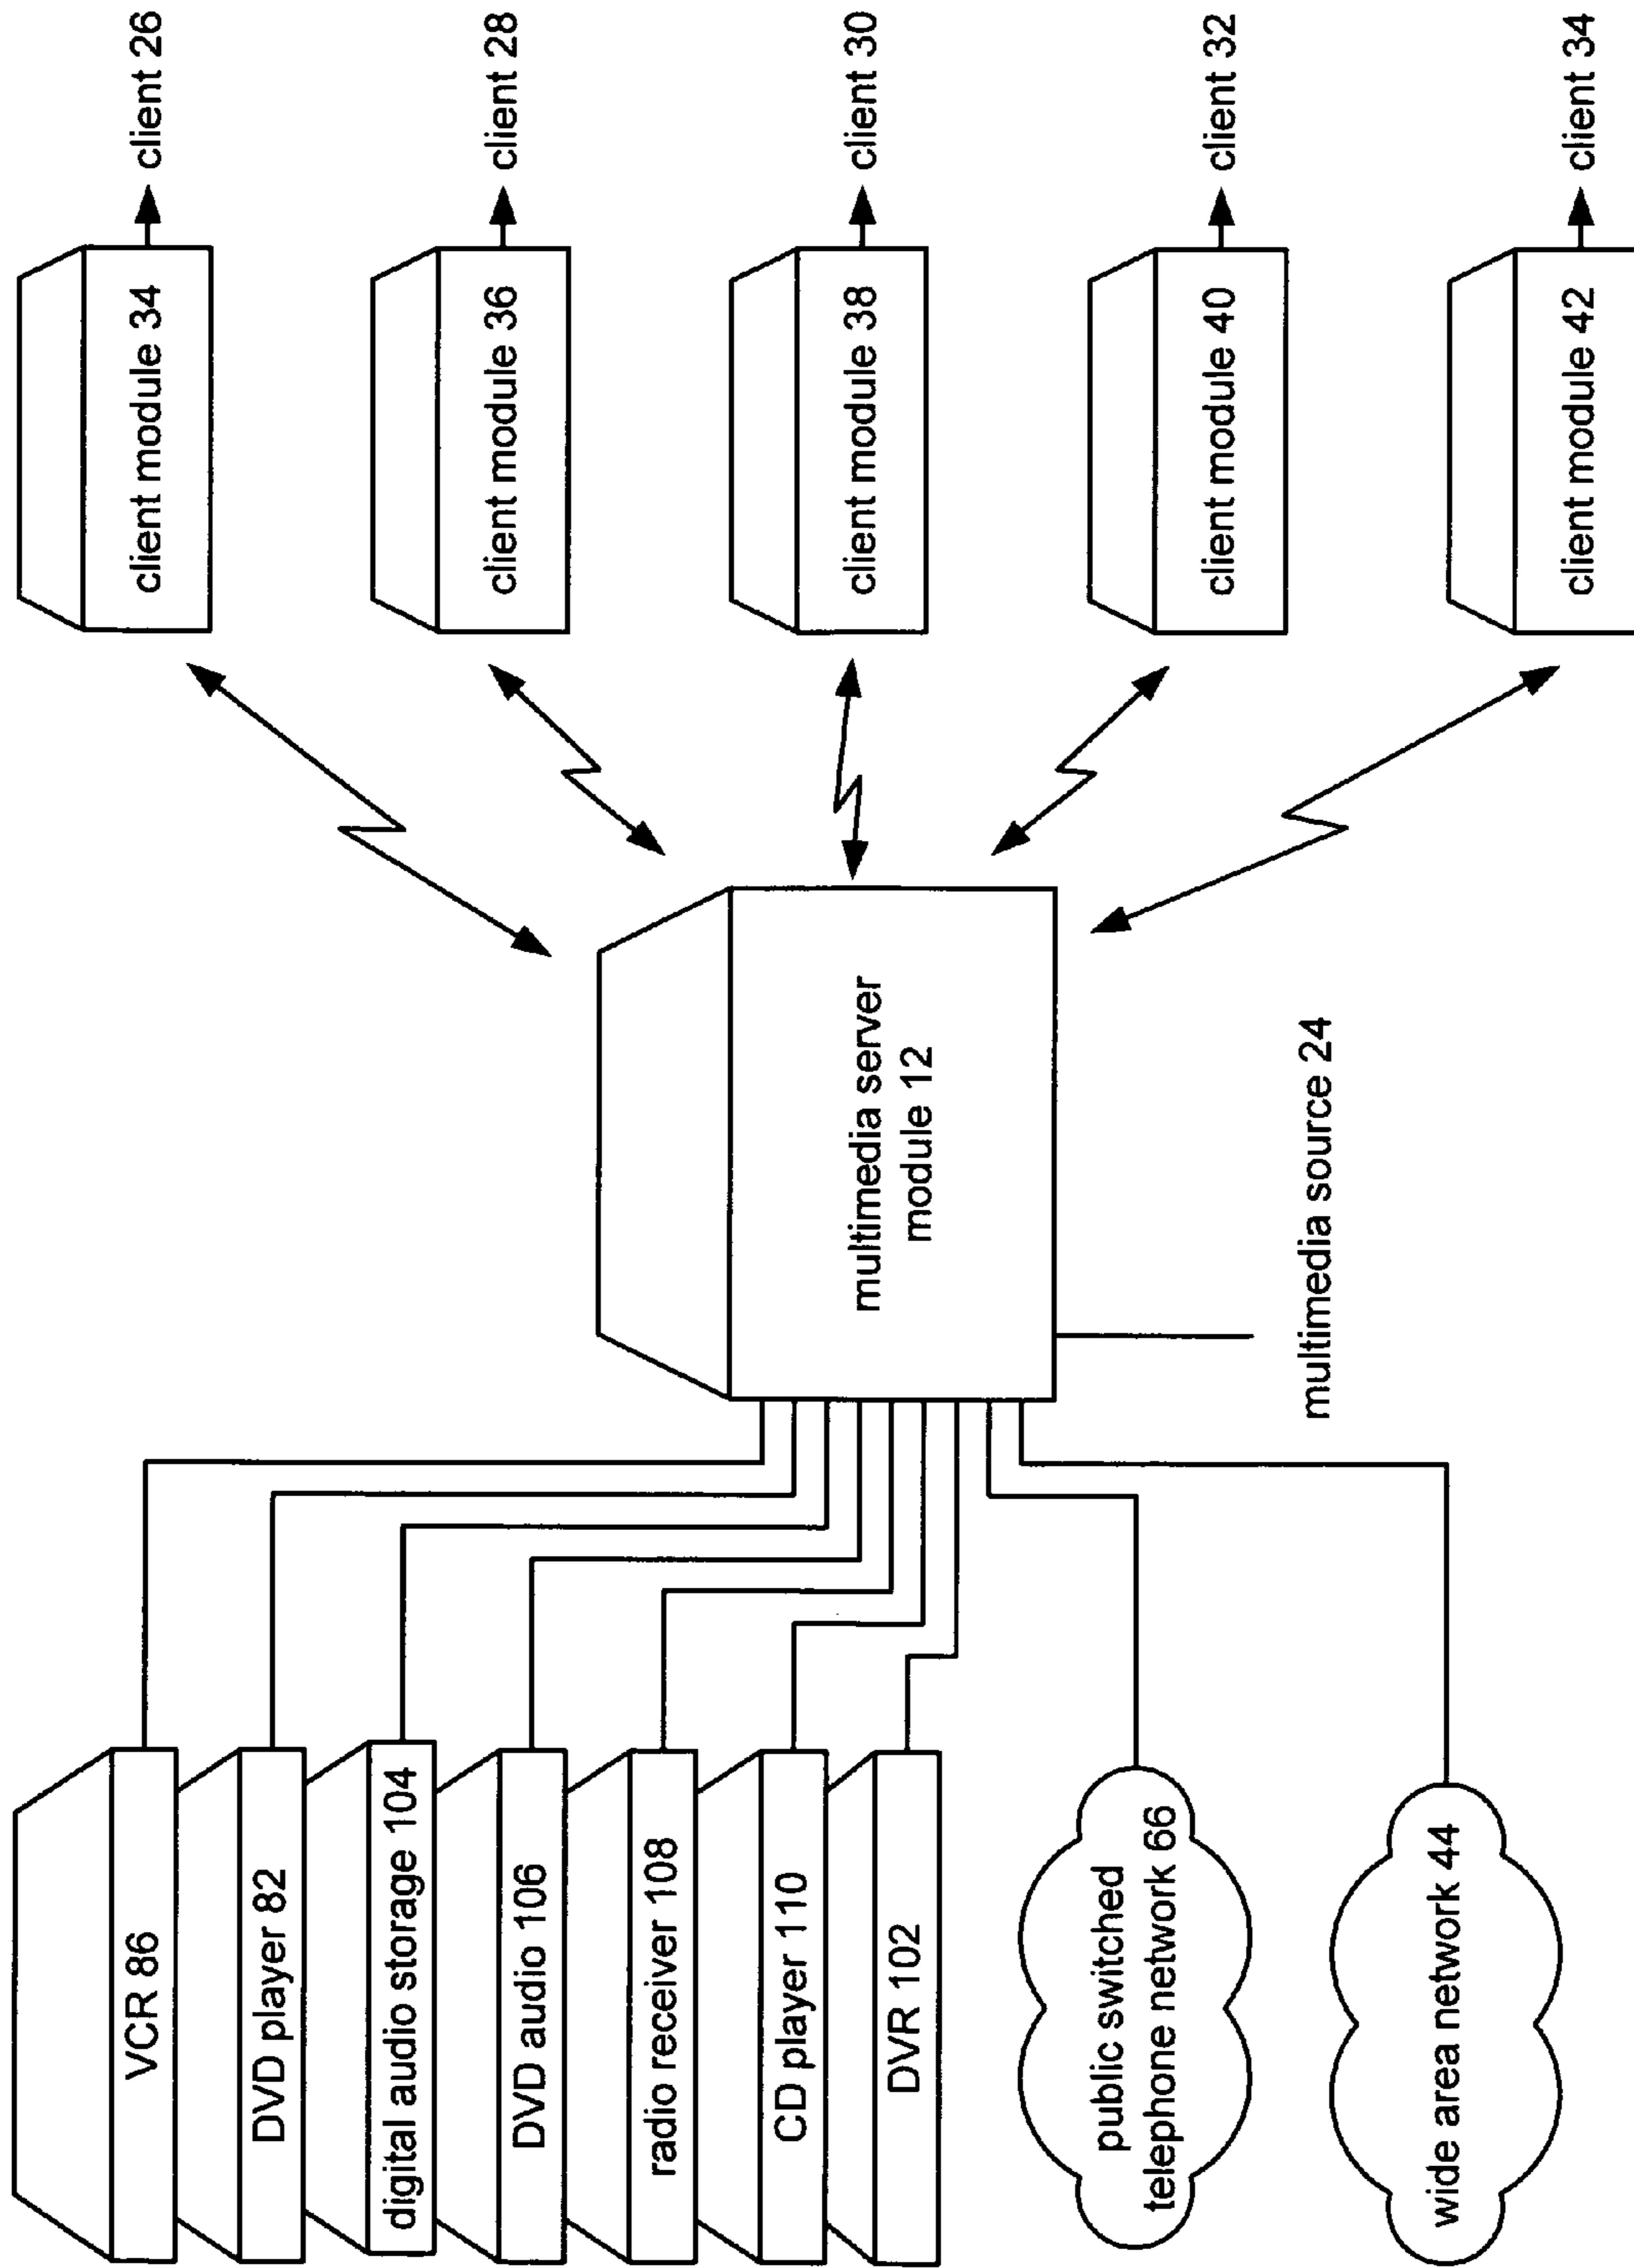 VCR 86
DVD player 82
digital audio storage 104
DVD audio 106
radio receiver 108
CD player 110
DVR 102
public switched
telephone network 66
wide area network 44
multimedia server
module 12
multimedia source 24
client module 34
client 26
client module 36
client 28
client module 38
client 30
client module 40
client 32
client module 42
client 34